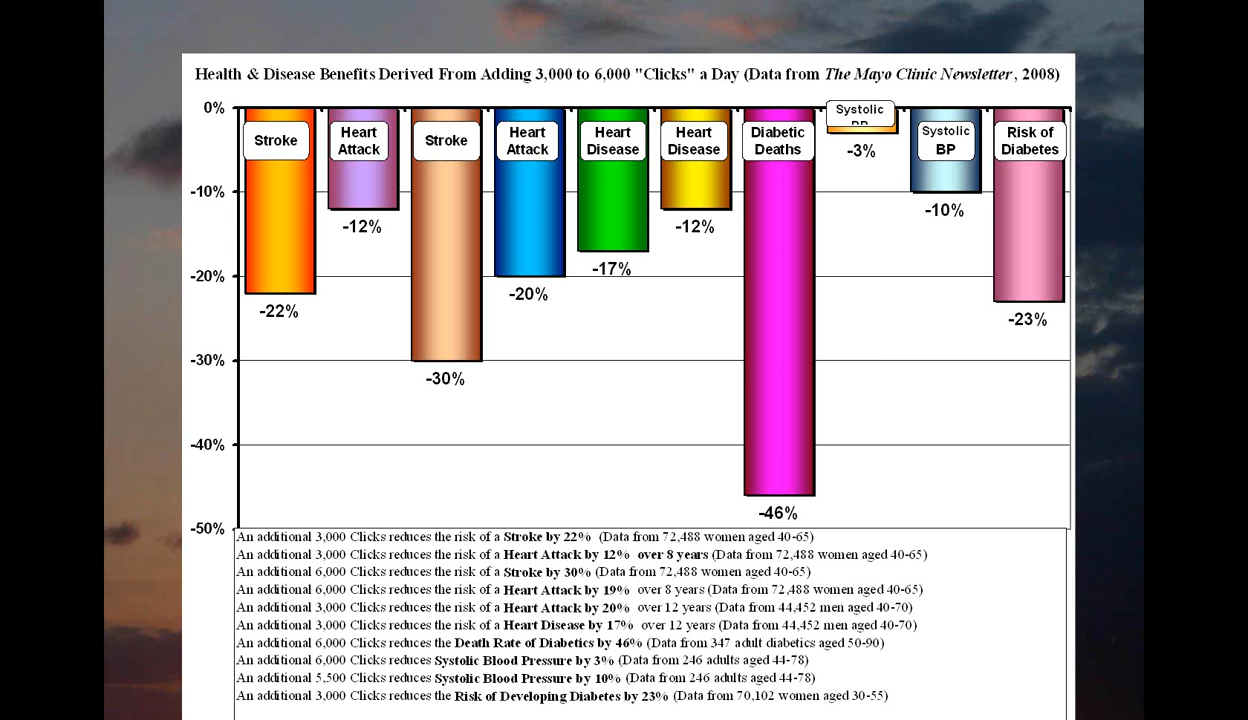 Health & Disease Benefits Derived From Adding 3,000 to 6,000 "Clicks" a Day (Data from The Mayo Clinic Newsletter, 2008)
0%
-10%
-20%
-30%
-40%
-50%
Stroke
-22%
Heart
Attack
-12%
Stroke
-30%
Heart
Attack
-20%
Heart
Disease
-17%
Heart
Disease
-12%
Diabetic
Deaths
-46%
Systolic
-3%
Systolic
BP
-10%
Risk of
Diabetes
-23%
An additional 3,000 Clicks reduces the risk of a Stroke by 22% (Data from 72,488 women aged 40-65)
An additional 3,000 Clicks reduces the risk of a Heart Attack by 12% over 8 years (Data from 72,488 women aged 40-65)
An additional 6,000 Clicks reduces the risk of a Stroke by 30% (Data from 72,488 women aged 40-65)
An additional 6,000 Clicks reduces the risk of a Heart Attack by 19% over 8 years (Data from 72,488 women aged 40-65)
An additional 3,000 Clicks reduces the risk of a Heart Attack by 20% over 12 years (Data from 44,452 men aged 40-70)
An additional 3,000 Clicks reduces the risk of a Heart Disease by 17% over 12 years (Data from 44,452 men aged 40-70)
An additional 6,000 Clicks reduces the Death Rate of Diabetics by 46% (Data from 347 adult diabetics aged 50-90)
An additional 6,000 Clicks reduces Systolic Blood Pressure by 3% (Data from 246 adults aged 44-78)
An additional 5,500 Clicks reduces Systolic Blood Pressure by 10% (Data from 246 adults aged 44-78)
An additional 3,000 Clicks reduces the Risk of Developing Diabetes by 23% (Data from 70,102 women aged 30-55)